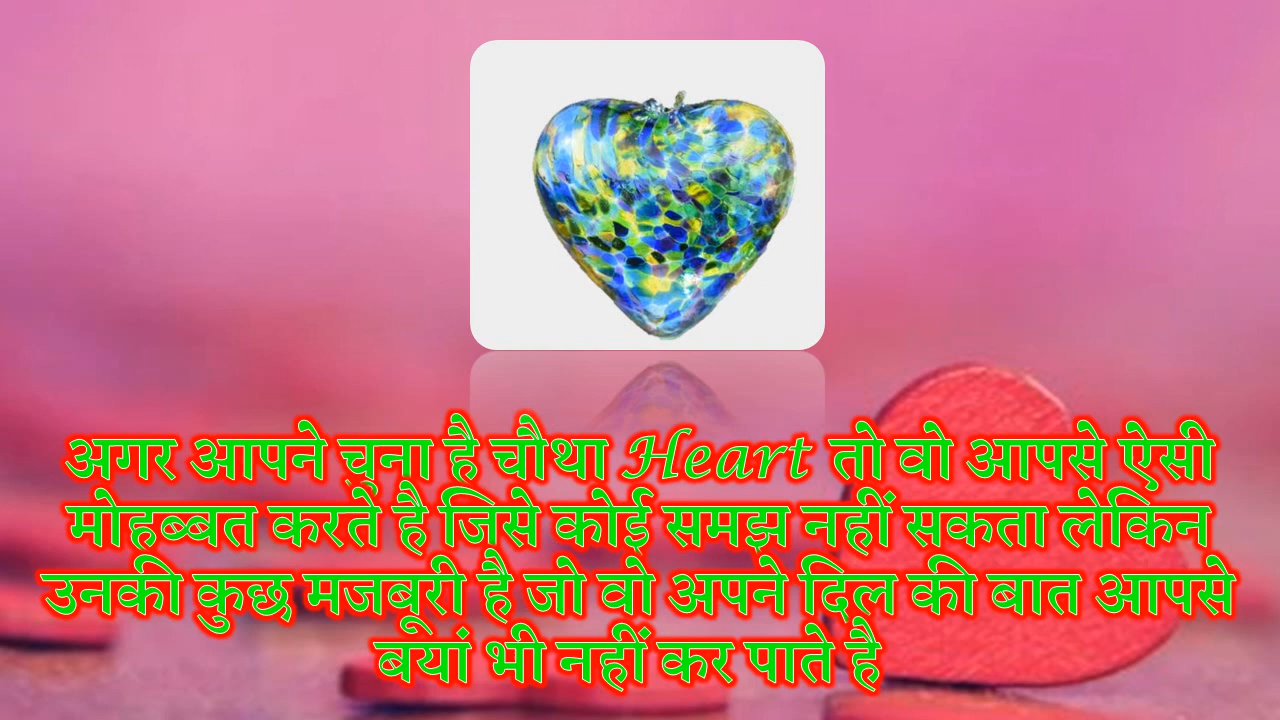 अगर आपने चुना है चौथा Heart तो वो आपसे ऐसी
मोहब्बत करते है जिसे कोई समझ नहीं सकता लेकिन
उनकी कुछ मजबूरी है जो वो अपने दिल की बात आपसे
बयां भी नहीं कर पाते है